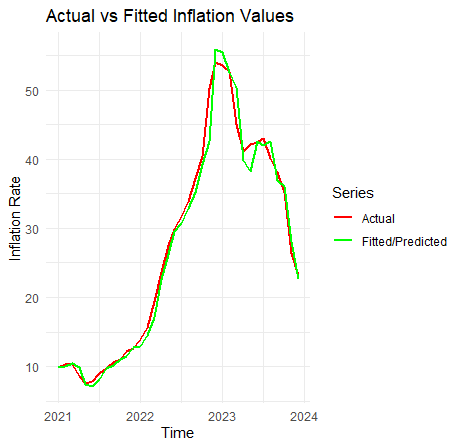 Actual vs Fitted Inflation Values
50
40
30
20
10
Inflation Rate
2021
2022
2023
2024
Time
Series
Actual
Fitted/Predicted